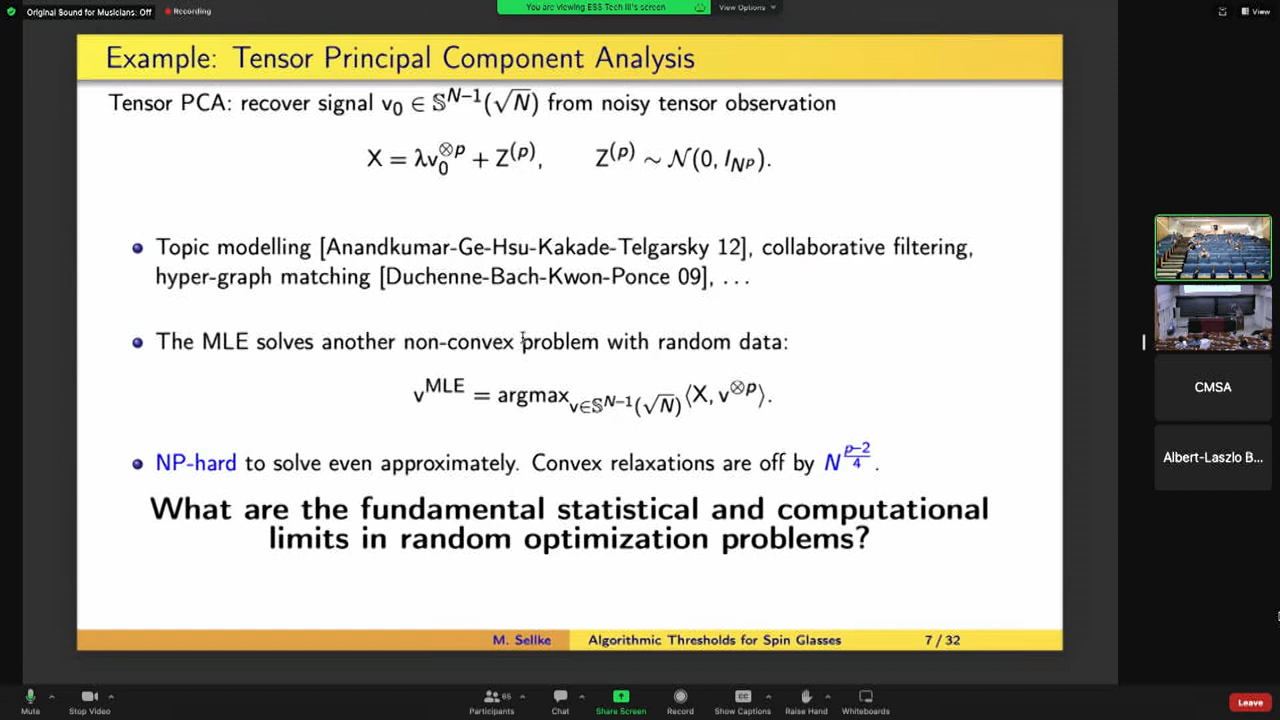 Original Sound for Musicians: Off
Recording
You are viewing ESS Tech III's screen
View Options
View
Example: Tensor Principal Component Analysis
Tensor PCA: recover signal v₀ ∈ 𝕊^{N−1}(√N) from noisy tensor observation
X = λv₀^{⊗p} + Z^{(p)},   Z^{(p)} ∼ 𝒩(0, I_{N^p}).
Topic modelling [Anandkumar-Ge-Hsu-Kakade-Telgarsky 12], collaborative filtering,
hyper-graph matching [Duchenne-Bach-Kwon-Ponce 09], . . .
The MLE solves another non-convex problem with random data:
v^{MLE} = argmax_{v∈𝕊^{N−1}(√N)}⟨X, v^{⊗p}⟩.
NP-hard to solve even approximately. Convex relaxations are off by N^{\frac{p−2}{4}}.
What are the fundamental statistical and computational
limits in random optimization problems?
M. Sellke
Algorithmic Thresholds for Spin Glasses
7 / 32
CMSA
Albert-Laszlo B...
Mute
Stop Video
Participants
65
Chat
Share Screen
Record
CC
Show Captions
Raise Hand
Whiteboards
Leave